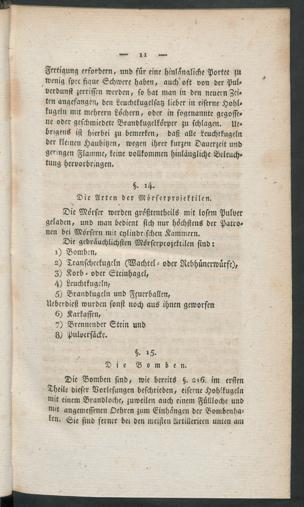 — 11 —
Fertigung erfordern, und für eine hinlängliche Portee zu
wenig specifique Schwere haben, auch oft von der Pul-
verdunst zerrissen werden, so hat man in den neuern Zei-
ten angefangen, den Leuchtkugelsatz lieber in eiserne Hohl-
kugeln mit mehrern Löchern, oder in sogenannte gegosse-
ne oder geschmiedete Brandkugelkörper zu schlagen. Ue-
brigens ist hierbei zu bemerken, daß alle Leuchtkugeln
der kleinen Haubitzen, wegen ihrer kurzen Dauerzeit und
geringen Flamme, keine vollkommen hinlängliche Beleuch-
tung hervorbringen.
§. 14.
Die Arten der Mörserprojektilen.
Die Mörser werden größtentheils mit losem Pulver
geladen, und man bedient sich nur höchstens der Patro-
nen bei Mörsern mit cylindrischen Kammern.
Die gebräuchlichsten Mörserprojektilen sind:
1) Bomben,
2) Transcheekugeln (Wachtel- oder Rebhünerwürfe),
3) Korb- oder Steinhagel,
4) Leuchtkugeln,
5) Brandkugeln und Feuerballen,
Ueberdieß wurden sonst noch aus ihnen geworfen
6) Karkassen,
7) Brennender Stein und
8) Pulversäcke.
§. 15.
Die Bomben.
Die Bomben sind, wie bereits §. 216. im ersten
Theile dieser Vorlesungen beschrieben, eiserne Hohlkugeln
mit einem Brandloche, zuweilen auch einem Fülloche und
mit angemessenen Oehren zum Einhängen der Bombenha-
ken. Sie sind ferner bei den meisten Artillerieen unten am